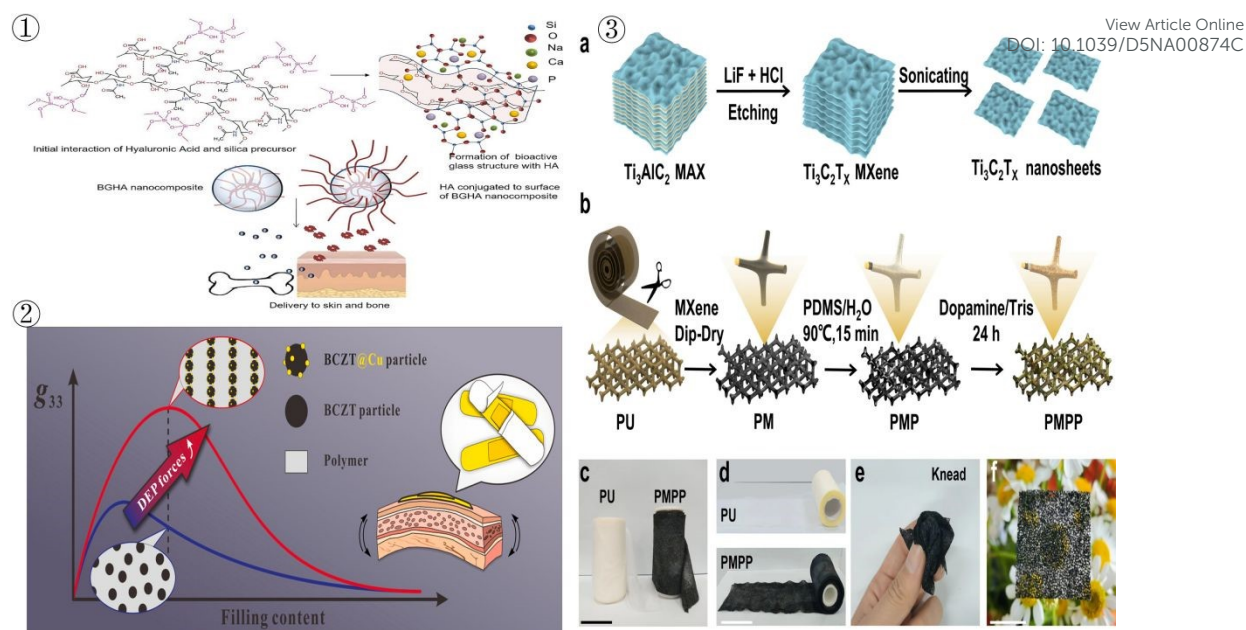 View Article Online
DOI: 10.1039/D5NA00874C
①
Si
O
Na
Ca
P
Initial interaction of Hyaluronic Acid and silica precursor
Formation of bioactive
glass structure with HA
BGHA nanocomposite
HA conjugated to surface
of BGHA nanocomposite
Delivery to skin and bone
②
g33
BCZT@Cu particle
BCZT particle
Polymer
DEP forces
Filling content
③
a
LiF + HCl
Etching
Sonicating
Ti3AlC2 MAX
Ti3C2TX MXene
Ti3C2TX nanosheets
b
MXene
Dip-Dry
PDMS/H2O
90℃,15 min
Dopamine/Tris
24 h
PU
PM
PMP
PMPP
c
PU
PMPP
d
PU
PMPP
e
Knead
f